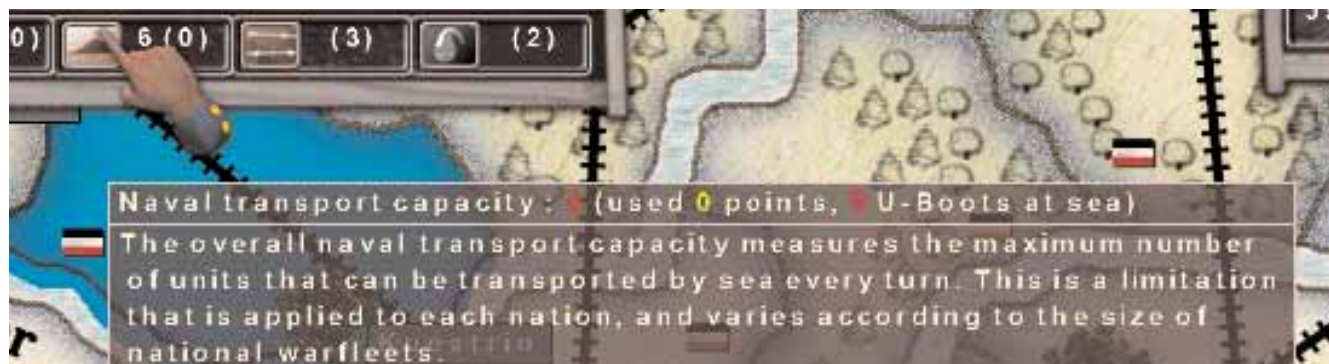 0) 6(0) (3) (2)
Naval transport capacity: 6 (used 0 points, U-Boots at sea)
The overall naval transport capacity measures the maximum number
of units that can be transported by sea every turn. This is a limitation
that is applied to each nation, and varies according to the size of
national warfleets.
r